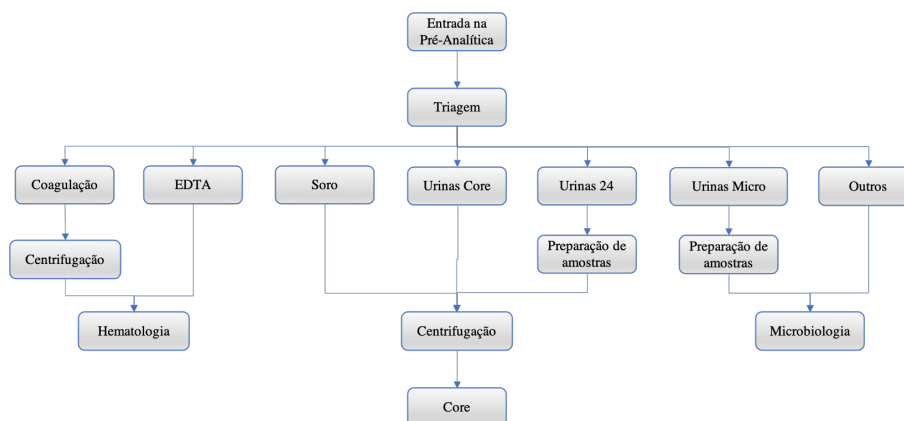 Entrada na
Pré-Analítica
Triagem
Coagulação
EDTA
Soro
Urinas Core
Urinas 24
Urinas Micro
Outros
Centrifugação
Preparação de
amostras
Preparação de
amostras
Hematologia
Centrifugação
Microbiologia
Core